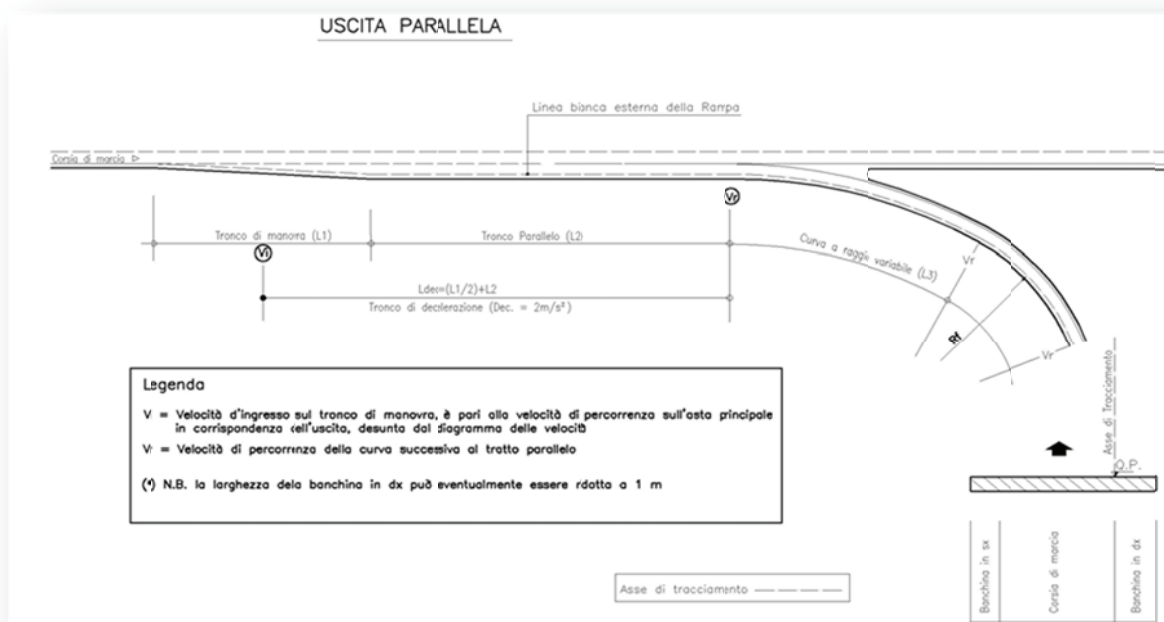 USCITA PARALLELA
Linea bianca esterna della Rampa
Corsia di marcia
Vr
Tronco di manovra (L1)
Tronco Parallelo (L2)
Vi
Curva a raggio variabile (L3)
Vr
Ldec=(L1/2)+L2
Tronco di decelerazione (Dec. = 2m/s²)
Rf
Vr
Legenda
V = Velocità d'ingresso sul tronco di manovra, è pari alla velocità di percorrenza sull'asta principale
in corrispondenza dell'uscita, desunta dal diagramma delle velocità
Vr = Velocità di percorrenza della curva successiva al tratto parallelo
(*) N.B. la larghezza dela banchina in dx può eventualmente essere ridotta a 1 m
Asse di Tracciamento
Q.P.
Banchina in sx
Corsia di marcia
Banchina in dx
Asse di tracciamento